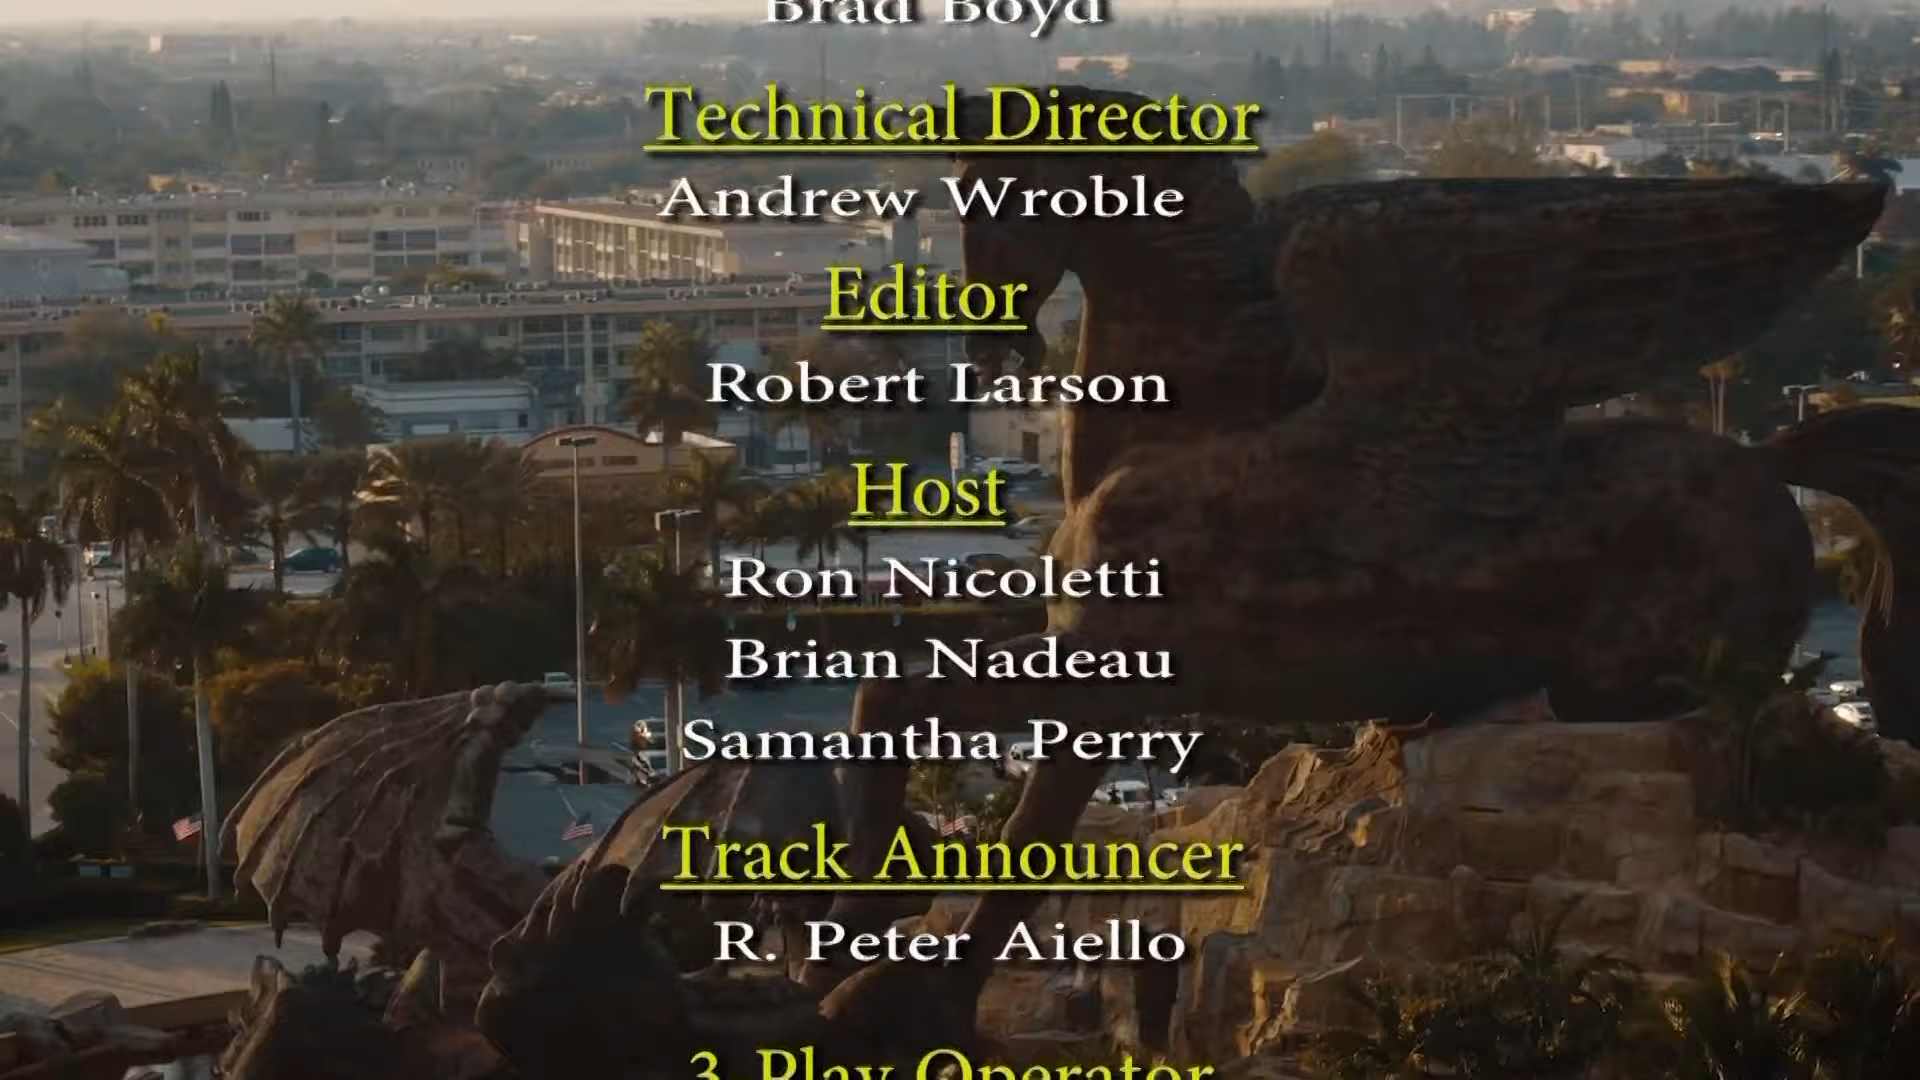 Brad Boyd
Technical Director
Andrew Wroble
Editor
Robert Larson
Host
Ron Nicoletti
Brian Nadeau
Samantha Perry
Track Announcer
R. Peter Aiello
3 Play Operator